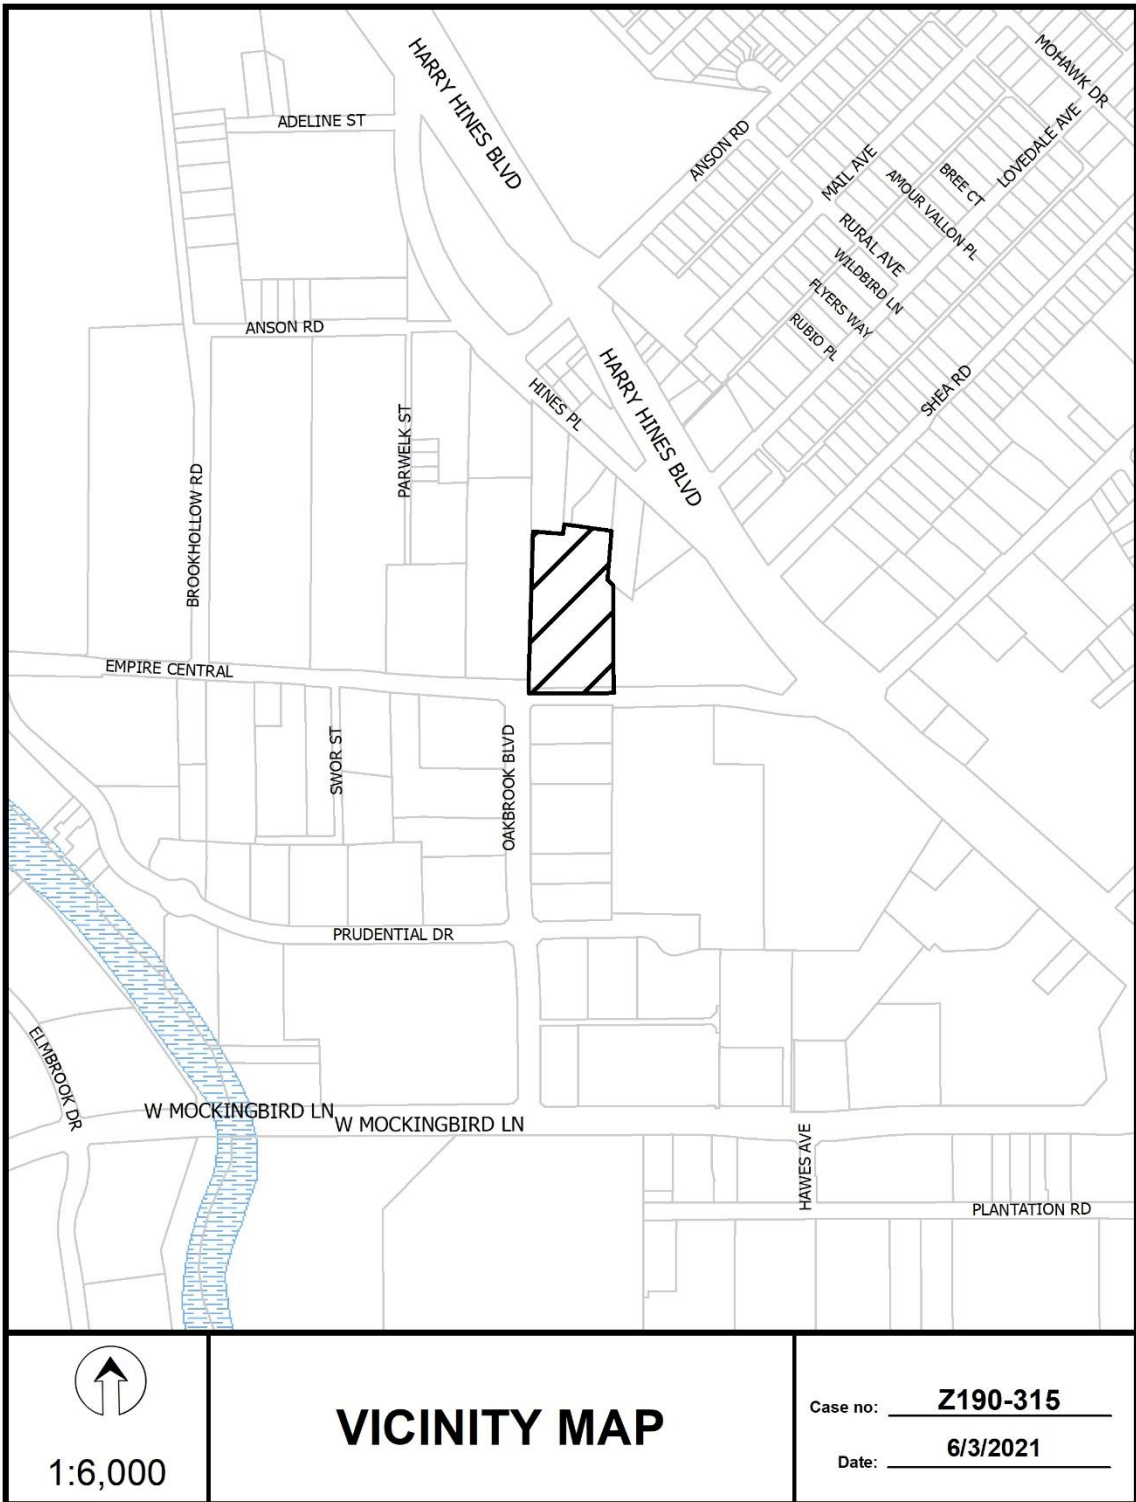 HARRY HINES BLVD
MOHAWK DR
ADELINE ST
ANSON RD
LOVEDALE AVE
MAIL AVE
BREE CT
AMOUR VALLON PL
RURAL AVE
WILDBIRD LN
FLYERS WAY
RUBIO PL
ANSON RD
HARRY HINES BLVD
HINES PL
SHEA RD
PARWELK ST
BROOKHOLLOW RD
EMPIRE CENTRAL
SWOR ST
OAKBROOK BLVD
PRUDENTIAL DR
ELMBROOK DR
W MOCKINGBIRD LN
W MOCKINGBIRD LN
HAWES AVE
PLANTATION RD
1:6,000
VICINITY MAP
Case no: Z190-315
Date: 6/3/2021